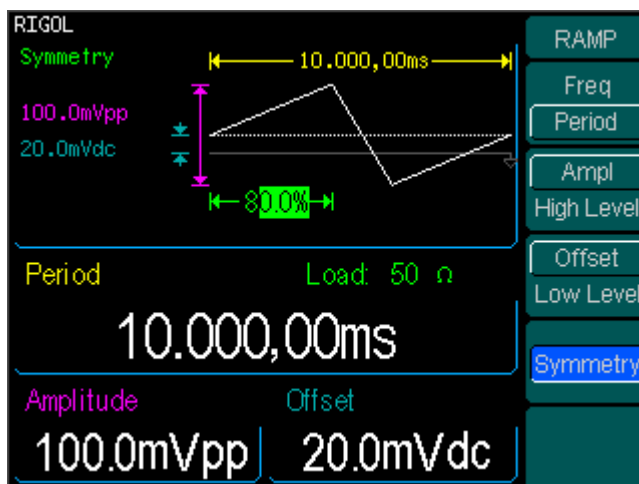 RIGOL
Symmetry
10.000,00ms
100.0mVpp
20.0mVdc
80.0%
Period
Load: 50 Ω
10.000,00ms
Amplitude
Offset
100.0mVpp
20.0mVdc
RAMP
Freq
Period
Ampl
High Level
Offset
Low Level
Symmetry